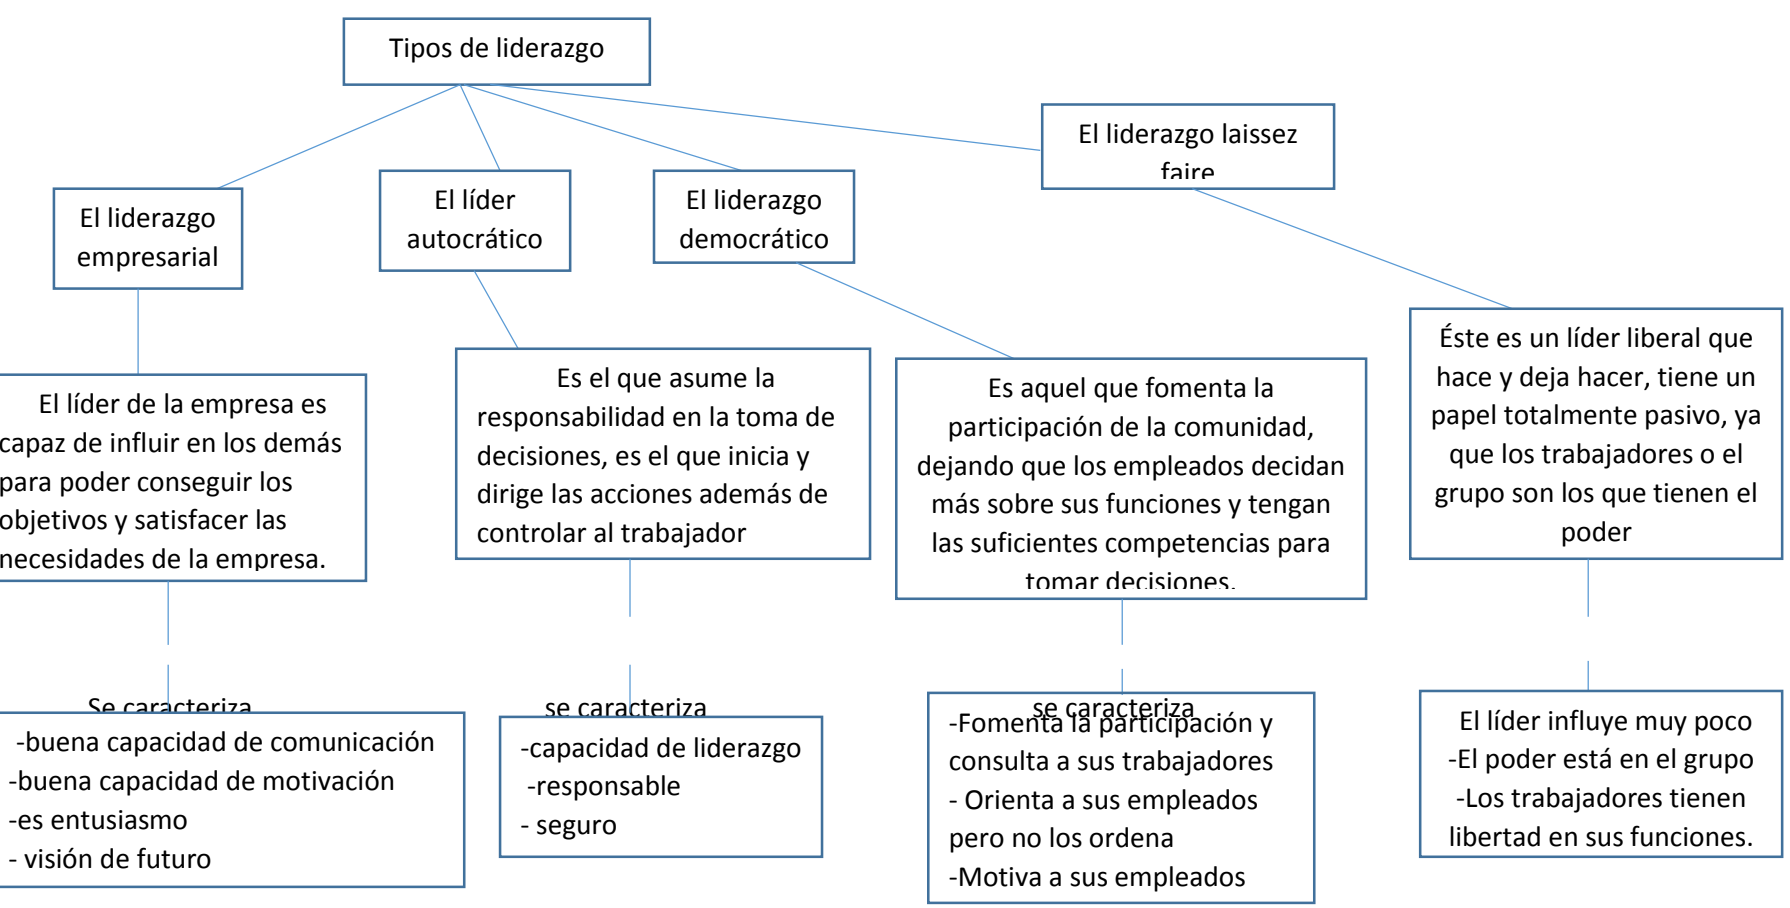 Tipos de liderazgo
El liderazgo laissez
faire
El liderazgo
empresarial
El líder
autocrático
El liderazgo
democrático
El líder de la empresa es
capaz de influir en los demás
para poder conseguir los
objetivos y satisfacer las
necesidades de la empresa.
Es el que asume la
responsabilidad en la toma de
decisiones, es el que inicia y
dirige las acciones además de
controlar al trabajador
Es aquel que fomenta la
participación de la comunidad,
dejando que los empleados decidan
más sobre sus funciones y tengan
las suficientes competencias para
tomar decisiones.
Éste es un líder liberal que
hace y deja hacer, tiene un
papel totalmente pasivo, ya
que los trabajadores o el
grupo son los que tienen el
poder
Se caracteriza
-buena capacidad de comunicación
-buena capacidad de motivación
-es entusiasmo
- visión de futuro
se caracteriza
-capacidad de liderazgo
-responsable
- seguro
se caracteriza
-Fomenta la participación y
consulta a sus trabajadores
- Orienta a sus empleados
pero no los ordena
-Motiva a sus empleados
El líder influye muy poco
-El poder está en el grupo
-Los trabajadores tienen
libertad en sus funciones.